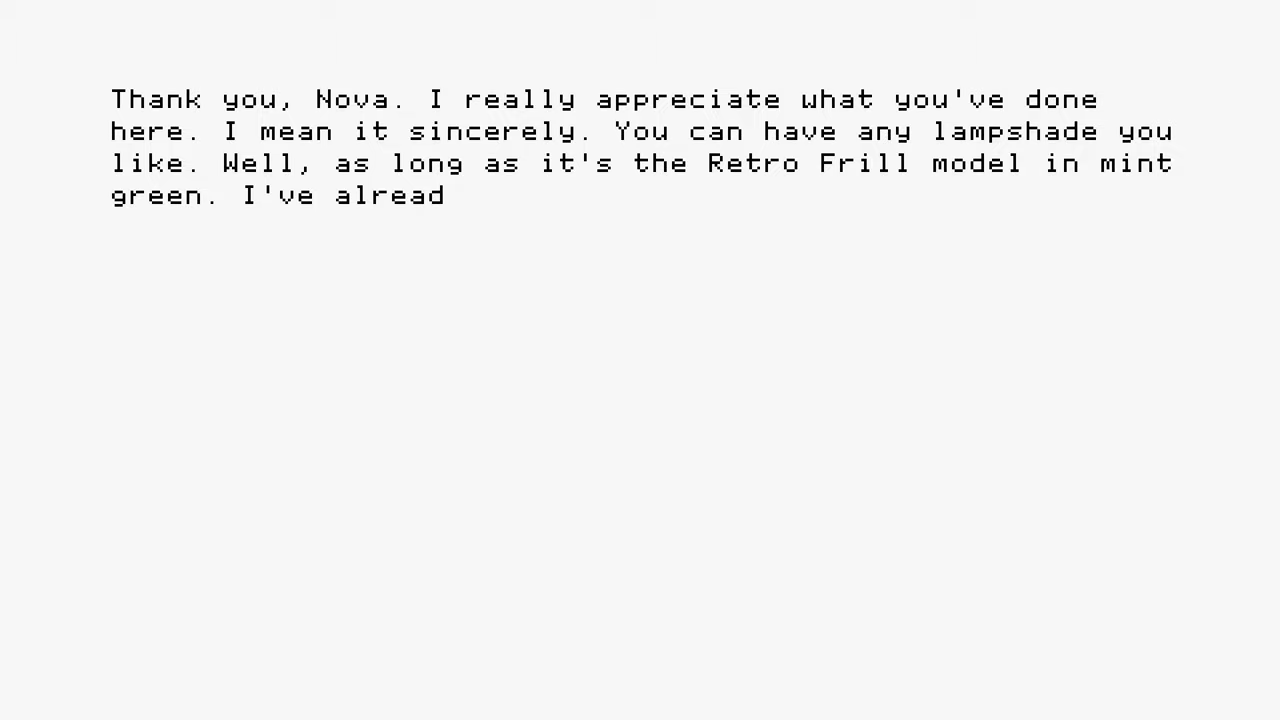 Thank you, Nova. I really appreciate what you've done
here. I mean it sincerely. You can have any lampshade you
like. Well, as long as it's the Retro Frill model in mint
green. I've alread